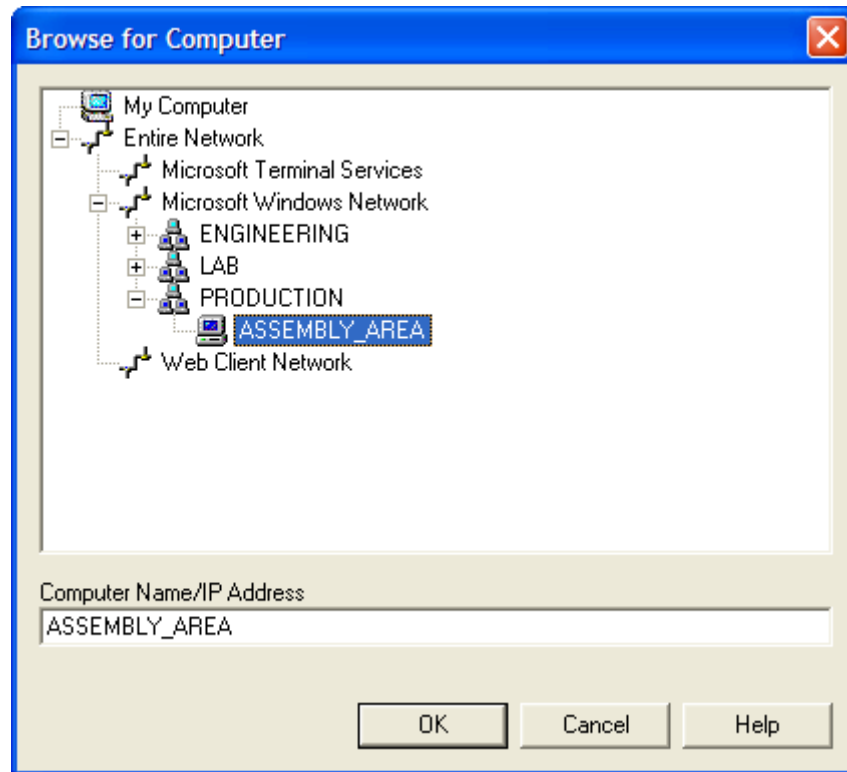 Browse for Computer
My Computer
Entire Network
Microsoft Terminal Services
Microsoft Windows Network
ENGINEERING
LAB
PRODUCTION
ASSEMBLY_AREA
Web Client Network
Computer Name/IP Address
ASSEMBLY_AREA
OK Cancel Help